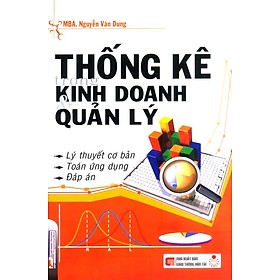 MBA. Nguyễn Văn Dung
THỐNG KÊ
trong
KINH DOANH
QUẢN LÝ
- Lý thuyết cơ bản
- Toán ứng dụng
- Đáp án
NHÀ XUẤT BẢN
GIAO THÔNG VẬN TẢI